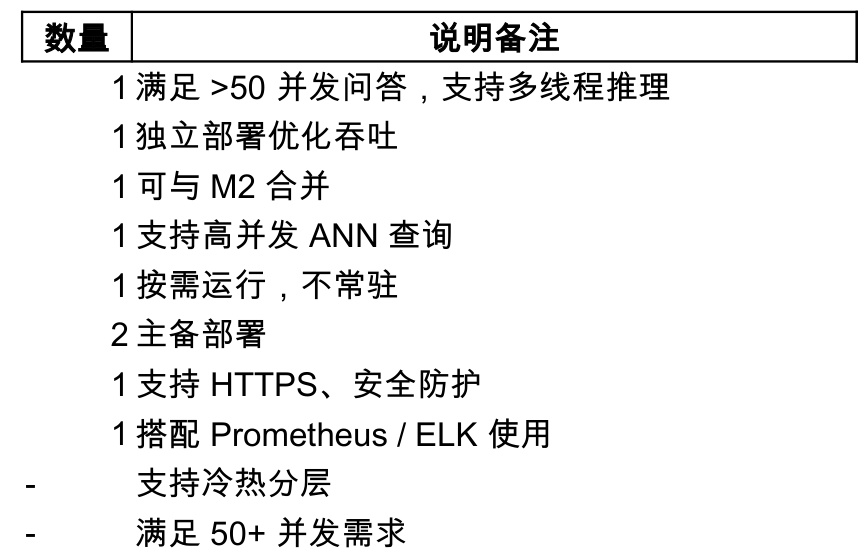 数量 说明备注
1 满足 >50 并发问答，支持多线程推理
1 独立部署优化吞吐
1 可与 M2 合并
1 支持高并发 ANN 查询
1 按需运行，不常驻
2 主备部署
1 支持 HTTPS、安全防护
1 搭配 Prometheus / ELK 使用
- 支持冷热分层
- 满足 50+ 并发需求